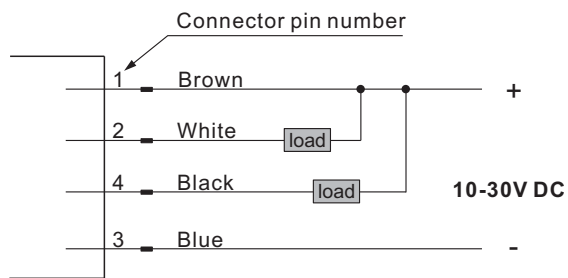 Connector pin number
1 Brown +
2 White load
4 Black load
10-30V DC
3 Blue -